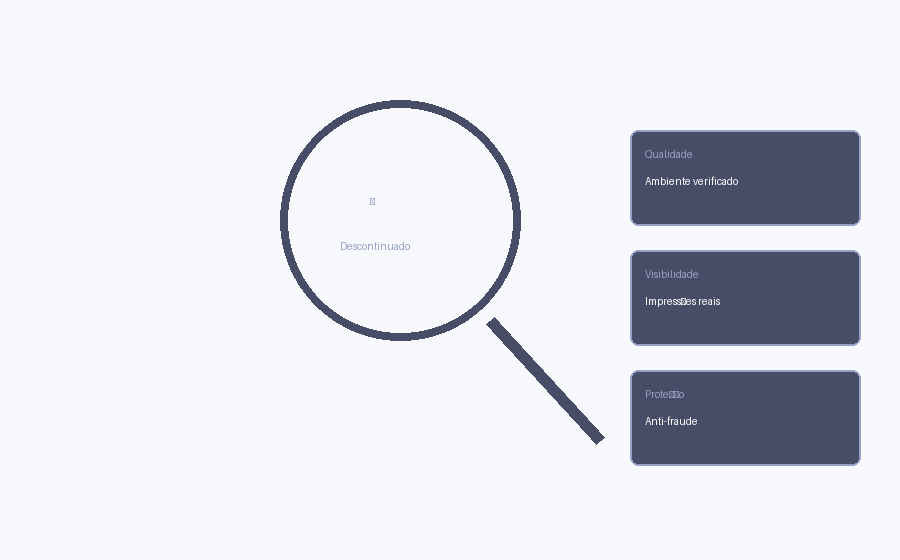 Descontinuado
Qualidade
Ambiente verificado
Visibilidade
reais
Anti-fraude